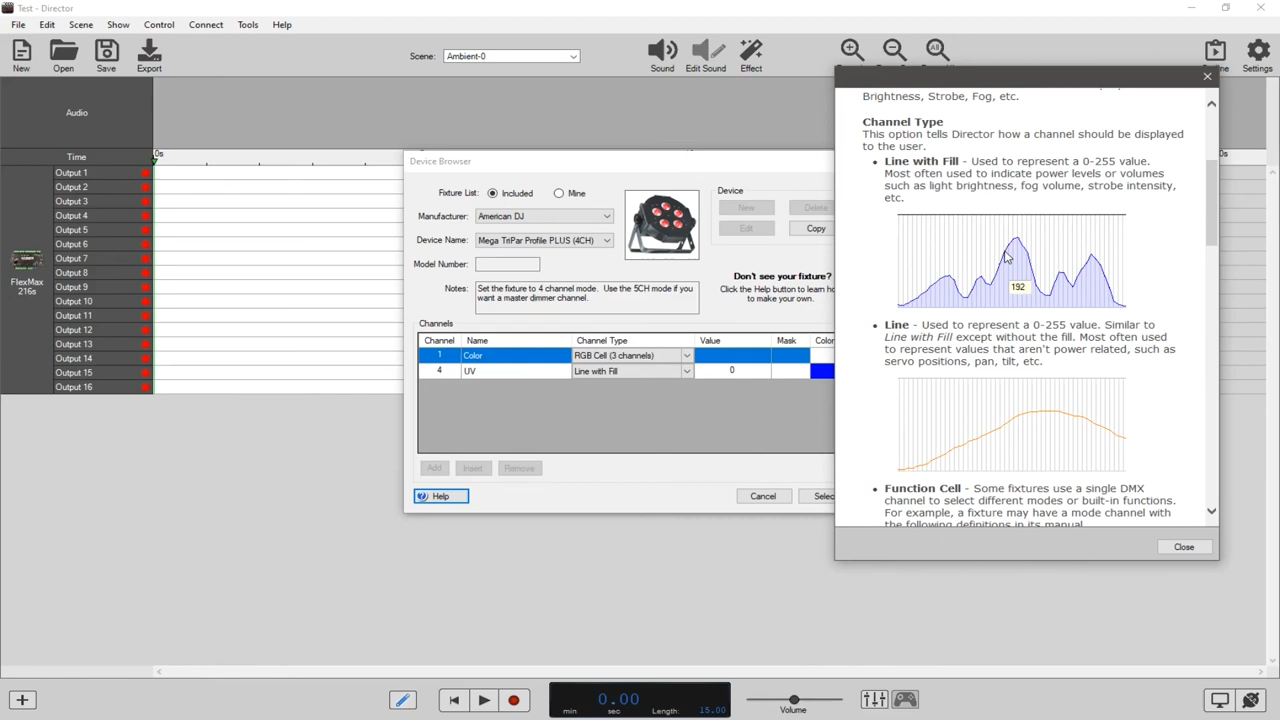 Test - Director
File Edit Scene Show Control Connect Tools Help
New Open Save Export
Scene: Ambient-0
Sound Edit Sound Effect
All
Settings
Audio
Time
0s
Output 1
Output 2
Output 3
Output 4
Output 5
Output 6
Output 7
Output 8
Output 9
Output 10
Output 11
Output 12
Output 13
Output 14
Output 15
Output 16
FlexMax
216s
Device Browser
Fixture List: Included Mine
Manufacturer: American DJ
Device Name: Mega TriPar Profile PLUS (4CH)
Model Number:
Notes: Set the fixture to 4 channel mode. Use the 5CH mode if you
want a master dimmer channel.
Device
New Delete
Edit Copy
Don't see your fixture?
Click the Help button to learn ho
to make your own.
Channels
Channel Name Channel Type Value Mask Color
1 Color RGB Cell (3 channels)
4 UV Line with Fill 0
Add Insert Remove
Help Cancel Selec
Brightness, Strobe, Fog, etc.
Channel Type
This option tells Director how a channel should be displayed
to the user.
• Line with Fill - Used to represent a 0-255 value.
Most often used to indicate power levels or volumes
such as light brightness, fog volume, strobe intensity,
etc.
192
• Line - Used to represent a 0-255 value. Similar to
Line with Fill except without the fill. Most often used
to represent values that aren't power related, such as
servo positions, pan, tilt, etc.
• Function Cell - Some fixtures use a single DMX
channel to select different modes or built-in functions.
For example, a fixture may have a mode channel with
the following definitions in its manual
Close
0.00
min sec Length: 15.00
Volume